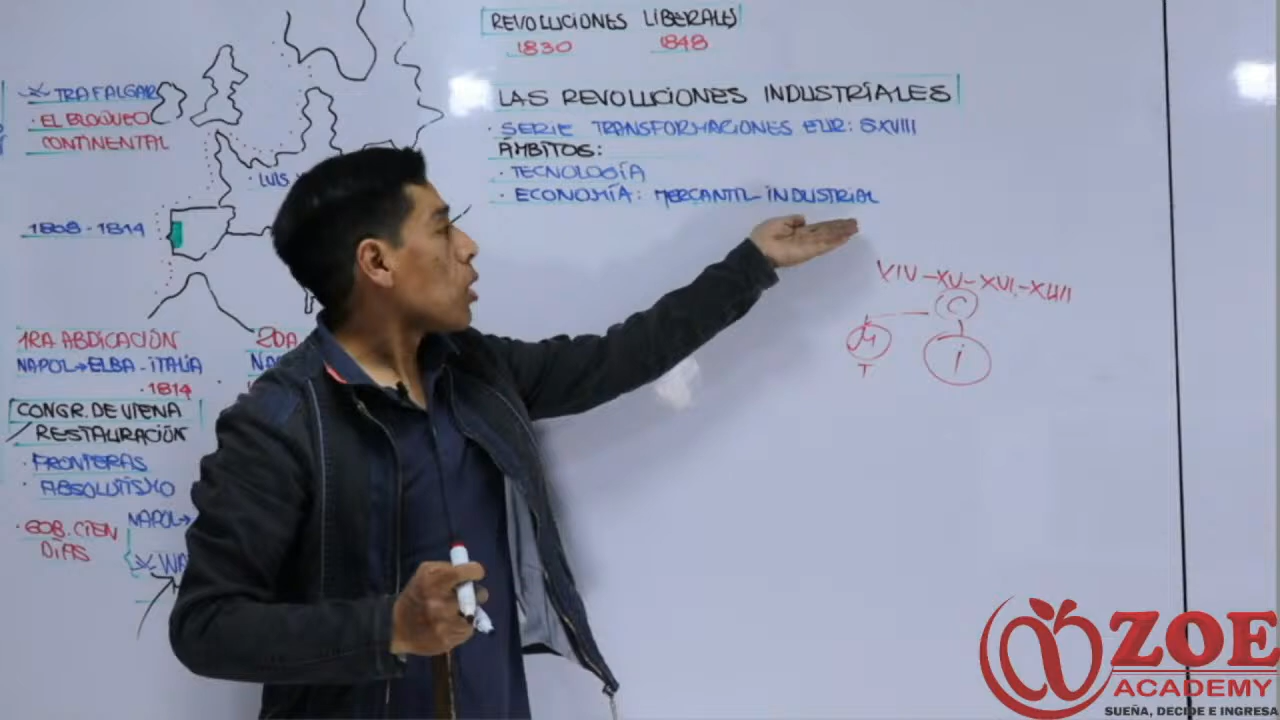 REVOLUCIONES LIBERALES
1830 1848
LAS REVOLUCIONES INDUSTRIALES
· SERIE TRANSFORMACIONES EUR: SXVIII
ÁMBITOS:
· TECNOLOGÍA
· ECONOMÍA: MERCANTIL-INDUSTRIAL
XIV-XV-XVI-XVII
C
M
i
T
TRAFALGAR
· EL BLOQUEO
CONTINENTAL
· LUIS
1808-1814
1RA ABDICACIÓN
NAPOL→ELBA-ITALIA
· 1814
2DA
CONGR. DE VIENA
/RESTAURACIÓN
· FRONTERAS
· ABSOLUTISMO
· GOB. CIEN
DÍAS
NAPOL→
ZOE
ACADEMY
SUEÑA, DECIDE E INGRESA